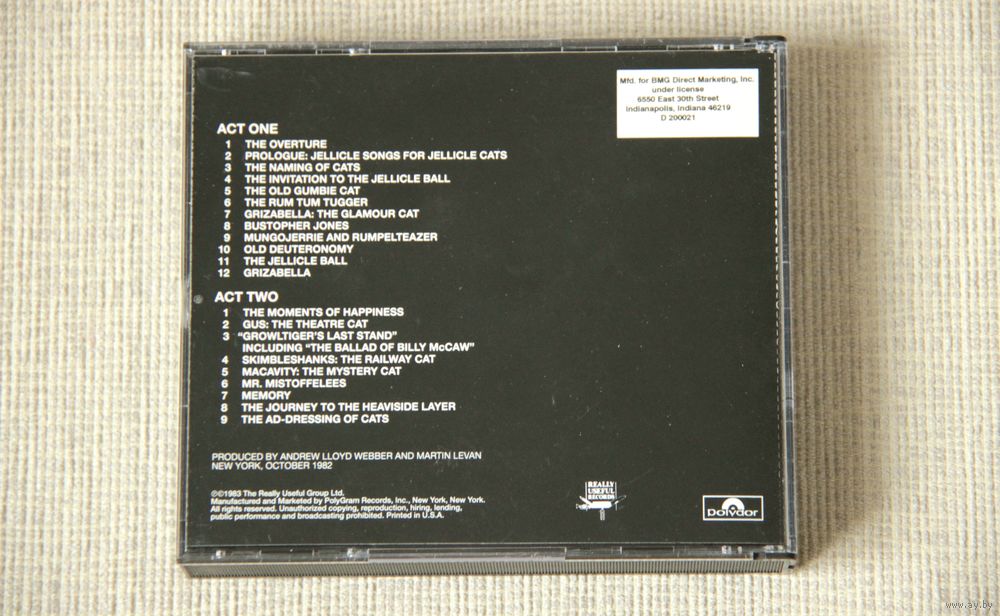 Mfd. for BMG Direct Marketing, Inc.
under license
6550 East 30th Street
Indianapolis, Indiana 46219
D 200021
ACT ONE
1 THE OVERTURE
2 PROLOGUE: JELLICLE SONGS FOR JELLICLE CATS
3 THE NAMING OF CATS
4 THE INVITATION TO THE JELLICLE BALL
5 THE OLD GUMBIE CAT
6 THE RUM TUM TUGGER
7 GRIZABELLA: THE GLAMOUR CAT
8 BUSTOPHER JONES
9 MUNGOJERRIE AND RUMPELTEAZER
10 OLD DEUTERONOMY
11 THE JELLICLE BALL
12 GRIZABELLA
ACT TWO
1 THE MOMENTS OF HAPPINESS
2 GUS: THE THEATRE CAT
3 "GROWLTIGER'S LAST STAND"
INCLUDING "THE BALLAD OF BILLY McCAW"
4 SKIMBLESHANKS: THE RAILWAY CAT
5 MACAVITY: THE MYSTERY CAT
6 MR. MISTOFFELEES
7 MEMORY
8 THE JOURNEY TO THE HEAVISIDE LAYER
9 THE AD-DRESSING OF CATS
PRODUCED BY ANDREW LLOYD WEBBER AND MARTIN LEVAN
NEW YORK, OCTOBER 1982
℗©1983 The Really Useful Group Ltd.
Manufactured and Marketed by PolyGram Records, Inc., New York, New York.
All rights reserved. Unauthorized copying, reproduction, hiring, lending,
public performance and broadcasting prohibited. Printed in U.S.A.
REALLY
USEFUL
RECORDS
polydor
www.ay.by